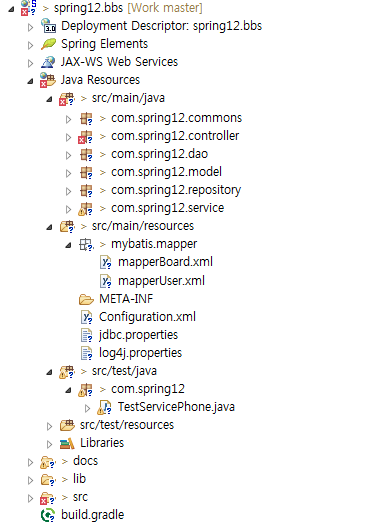 > spring12.bbs [Work master]
Deployment Descriptor: spring12.bbs
Spring Elements
JAX-WS Web Services
Java Resources
> src/main/java
> com.spring12.commons
> com.spring12.controller
> com.spring12.dao
> com.spring12.model
> com.spring12.repository
> com.spring12.service
> src/main/resources
> mybatis.mapper
mapperBoard.xml
mapperUser.xml
META-INF
Configuration.xml
jdbc.properties
log4j.properties
> src/test/java
> com.spring12
TestServicePhone.java
src/test/resources
Libraries
> docs
> lib
> src
build.gradle